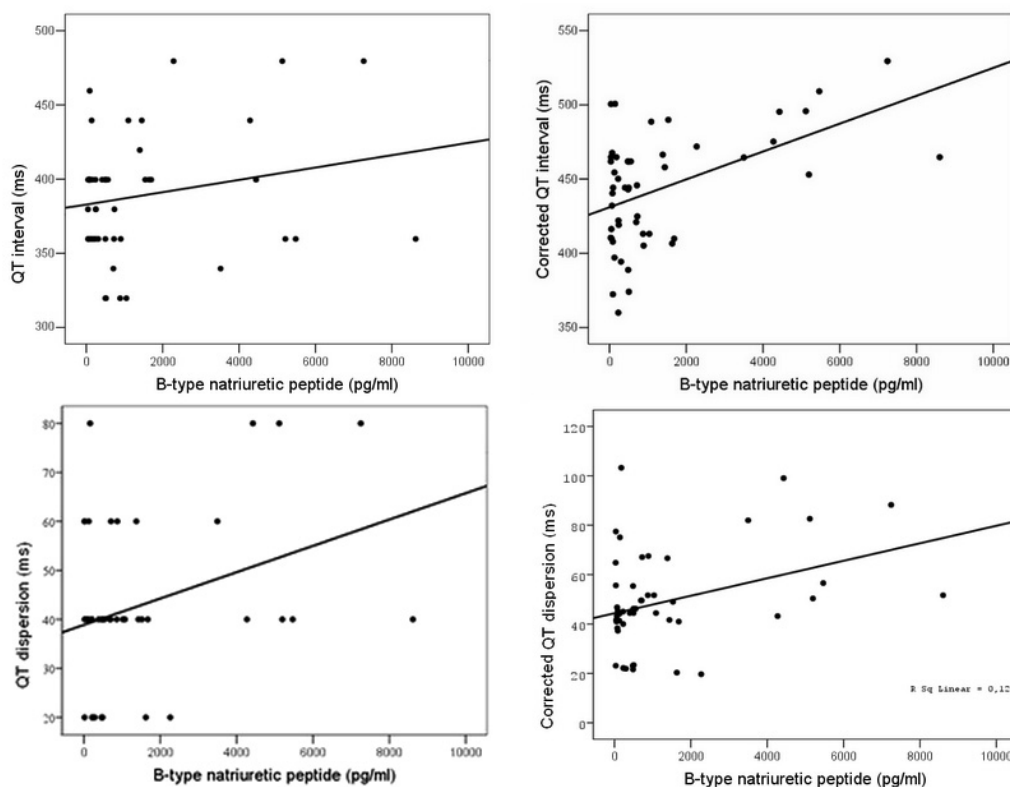 QT interval (ms)
500
450
400
350
300
0 2000 4000 6000 8000 10000
B-type natriuretic peptide (pg/ml)
Corrected QT interval (ms)
550
500
450
400
350
0 2000 4000 6000 8000 10000
B-type natriuretic peptide (pg/ml)
QT dispersion (ms)
80
70
60
50
40
30
20
0 2000 4000 6000 8000 10000
B-type natriuretic peptide (pg/ml)
Corrected QT dispersion (ms)
120
100
80
60
40
20
0
R Sq Linear = 0,12
0 2000 4000 6000 8000 10000
B-type natriuretic peptide (pg/ml)